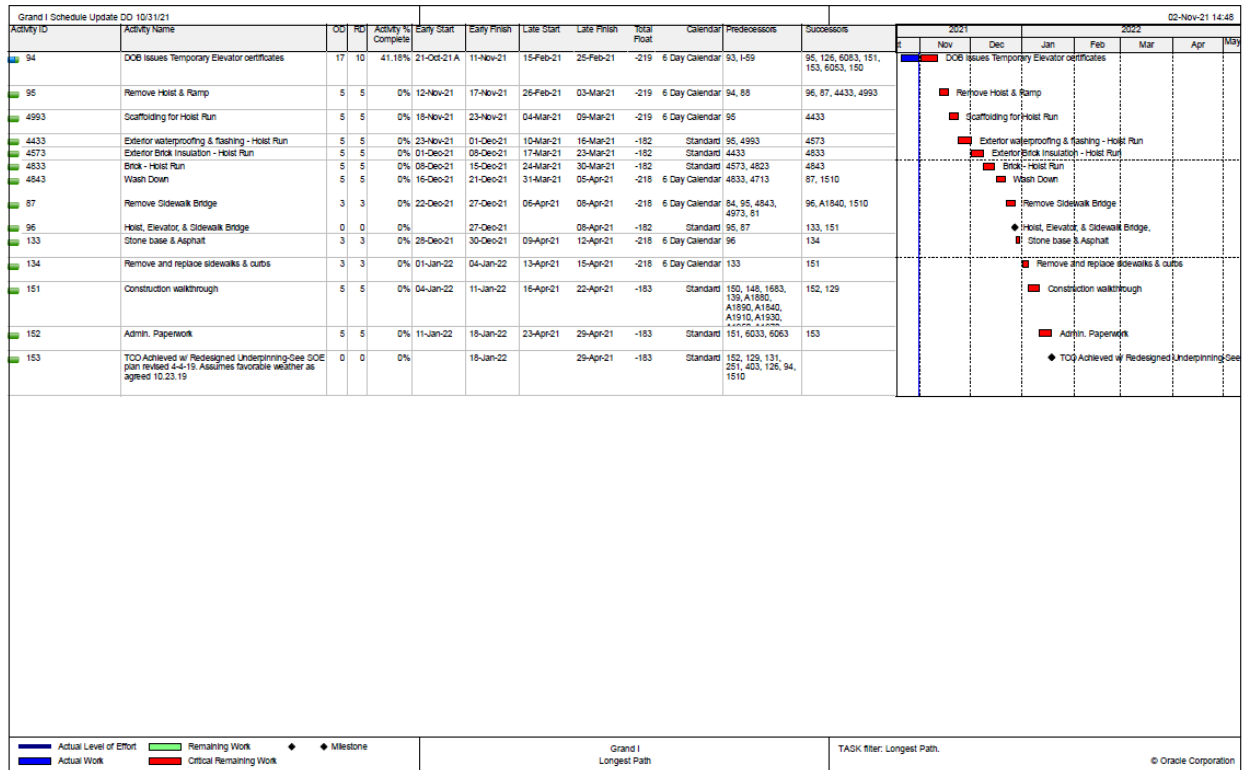 Grand I Schedule Update DD 10/31/21 02-Nov-21 14:48
Activity ID Activity Name OD RD Activity % Complete Early Start Early Finish Late Start Late Finish Total Float Calendar Predecessors Successors 2021 2022
Nov Dec Jan Feb Mar Apr May
94 DOB Issues Temporary Elevator certificates 17 10 41.18% 21-Oct-21 A 11-Nov-21 15-Feb-21 25-Feb-21 -219 6 Day Calendar 93, I-59 95, 126, 6083, 151, DOB Issues Temporary Elevator certificates
153, 6053, 150
95 Remove Hoist & Ramp 5 5 0% 12-Nov-21 17-Nov-21 26-Feb-21 03-Mar-21 -219 6 Day Calendar 94, 88 96, 87, 4433, 4993 Remove Hoist & Ramp
4993 Scaffolding for Hoist Run 5 5 0% 18-Nov-21 23-Nov-21 04-Mar-21 09-Mar-21 -219 6 Day Calendar 95 4433 Scaffolding for Hoist Run
4433 Exterior waterproofing & flashing - Hoist Run 5 5 0% 23-Nov-21 01-Dec-21 10-Mar-21 16-Mar-21 -182 Standard 95, 4993 4573 Exterior waterproofing & flashing - Hoist Run
4573 Exterior Brick Insulation - Hoist Run 5 5 0% 01-Dec-21 08-Dec-21 17-Mar-21 23-Mar-21 -182 Standard 4433 4833 Exterior Brick Insulation - Hoist Run
4833 Brick - Hoist Run 5 5 0% 08-Dec-21 15-Dec-21 24-Mar-21 30-Mar-21 -182 Standard 4573, 4823 4843 Brick - Hoist Run
4843 Wash Down 5 5 0% 16-Dec-21 21-Dec-21 31-Mar-21 05-Apr-21 -218 6 Day Calendar 4833, 4713 87, 1510 Wash Down
87 Remove Sidewalk Bridge 3 3 0% 22-Dec-21 27-Dec-21 06-Apr-21 08-Apr-21 -218 6 Day Calendar 84, 95, 4843, 96, A1840, 1510 Remove Sidewalk Bridge
4973, 81
96 Hoist, Elevator, & Sidewalk Bridge 0 0 0% 27-Dec-21 08-Apr-21 -182 Standard 95, 87 133, 151 Hoist, Elevator, & Sidewalk Bridge,
133 Stone base & Asphalt 3 3 0% 28-Dec-21 30-Dec-21 09-Apr-21 12-Apr-21 -218 6 Day Calendar 96 134 Stone base & Asphalt
134 Remove and replace sidewalks & curbs 3 3 0% 01-Jan-22 04-Jan-22 13-Apr-21 15-Apr-21 -218 6 Day Calendar 133 151 Remove and replace sidewalks & curbs
151 Construction walkthrough 5 5 0% 04-Jan-22 11-Jan-22 16-Apr-21 22-Apr-21 -183 Standard 150, 148, 1683, 152, 129 Construction walkthrough
139, A1880,
A1890, A1840,
A1910, A1930,
152 Admin. Paperwork 5 5 0% 11-Jan-22 18-Jan-22 23-Apr-21 29-Apr-21 -183 Standard 151, 6033, 6063 153 Admin. Paperwork
153 TCO Achieved w/ Redesigned Underpinning-See SOE 0 0 0% 18-Jan-22 29-Apr-21 -183 Standard 152, 129, 131, TCO Achieved w/ Redesigned Underpinning-See
plan revised 4-4-19. Assumes favorable weather as 251, 403, 126, 94,
agreed 10.23.19 1510
Actual Level of Effort Remaining Work Milestone Grand I TASK filter: Longest Path.
Actual Work Critical Remaining Work Longest Path © Oracle Corporation